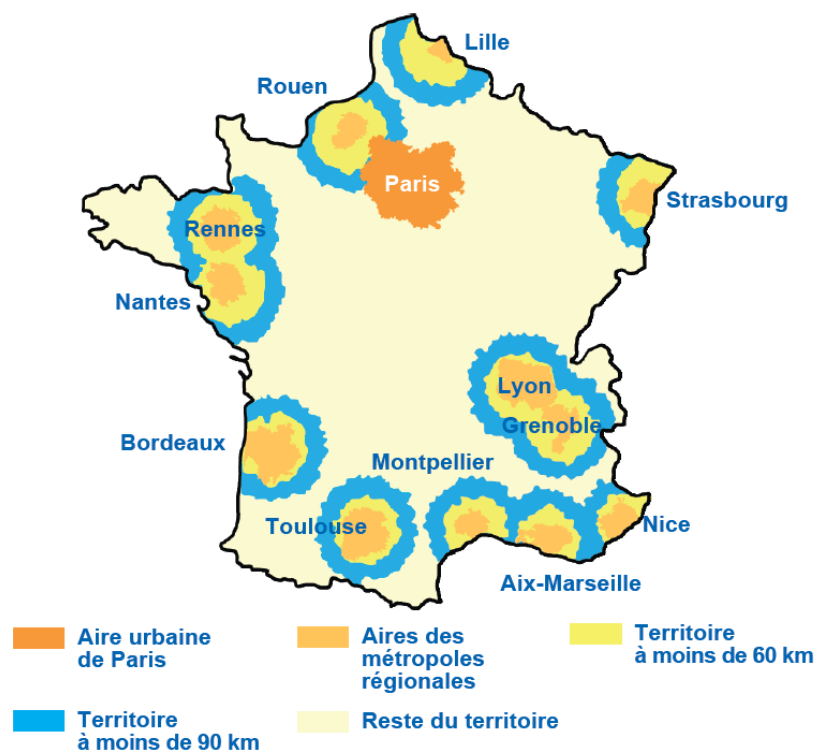 Lille
Rouen
Paris
Strasbourg
Rennes
Nantes
Lyon
Grenoble
Bordeaux
Montpellier
Toulouse
Nice
Aix-Marseille
Aire urbaine
de Paris
Aires des
métropoles
régionales
Territoire
à moins de 60 km
Territoire
à moins de 90 km
Reste du territoire